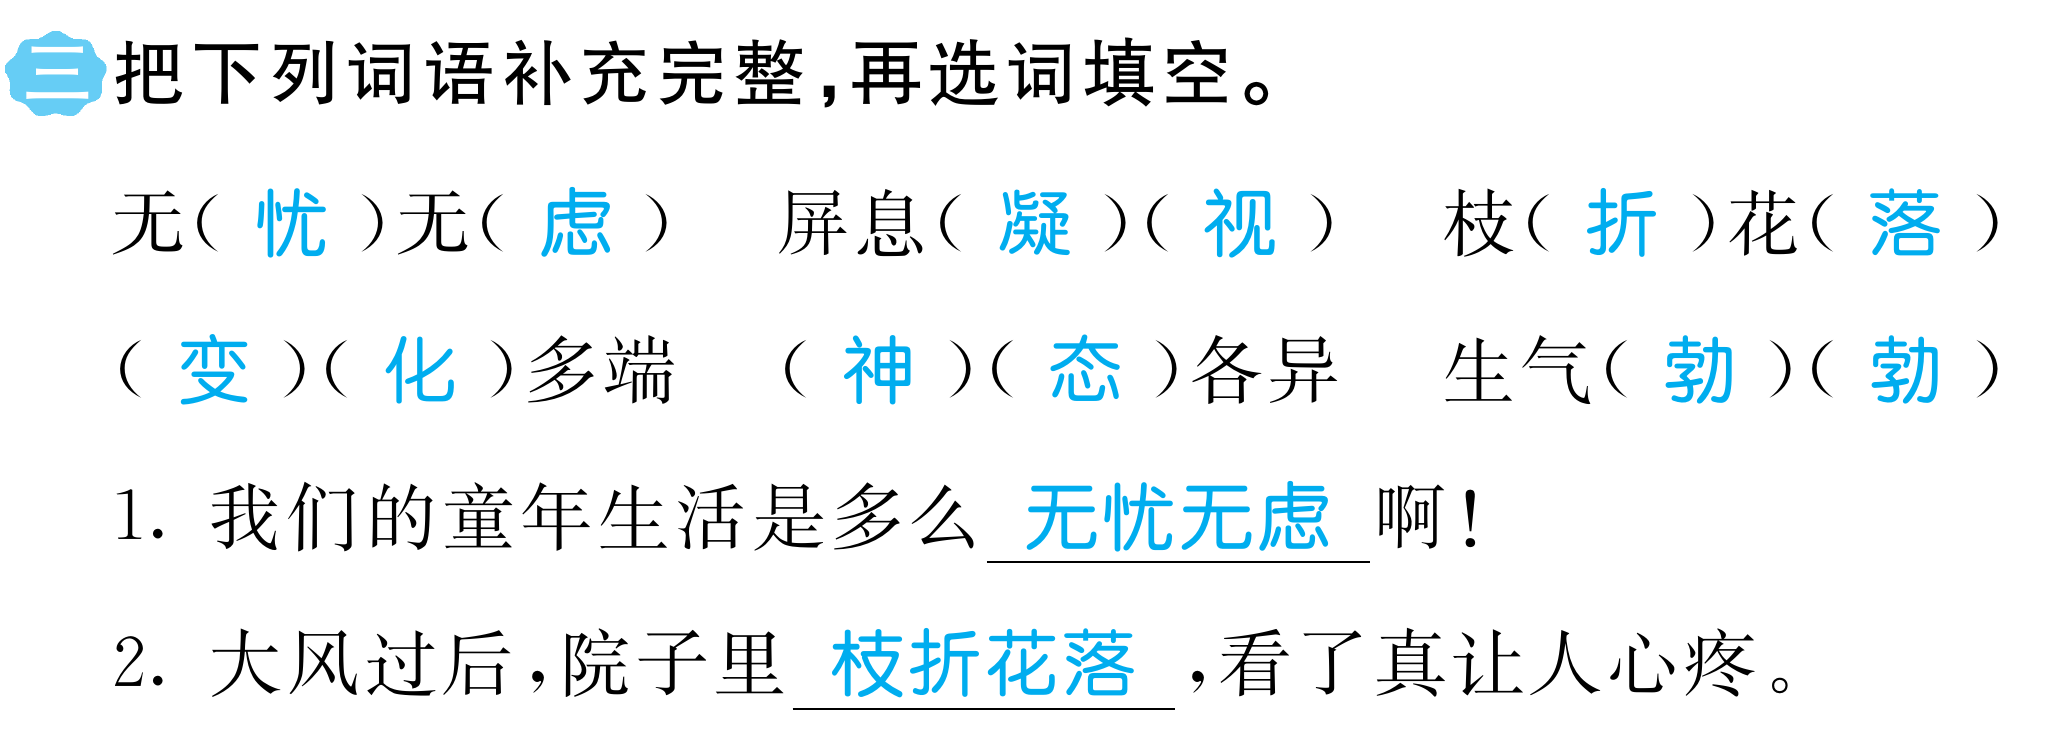 三 把下列词语补充完整,再选词填空。
无( 忧 )无( 虑 ) 屏息( 凝 )( 视 ) 枝( 折 )花( 落 )
( 变 )( 化 )多端 ( 神 )( 态 )各异 生气( 勃 )( 勃 )
1. 我们的童年生活是多么 无忧无虑 啊!
2. 大风过后,院子里 枝折花落 ,看了真让人心疼。